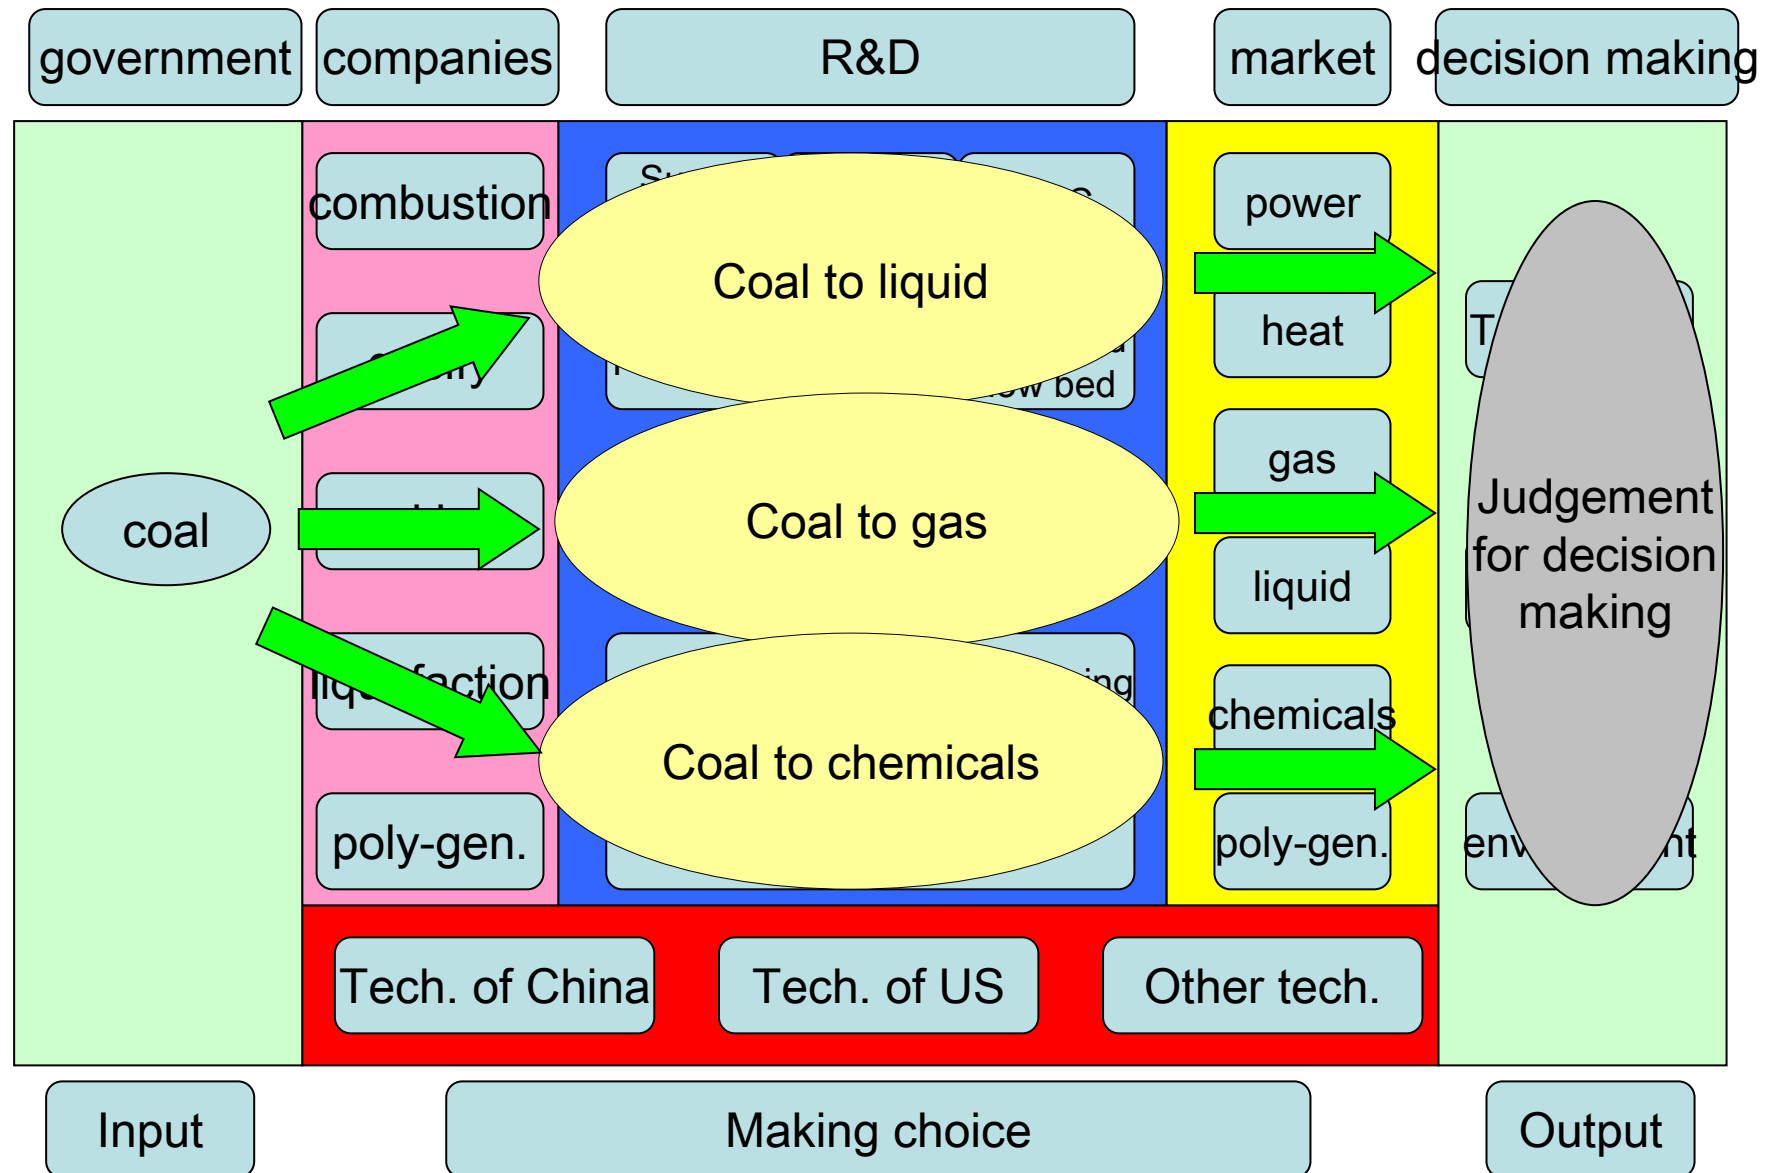 government
companies
R&D
market
decision making
combustion
Coal to liquid
power
heat
bed
coal
Coal to gas
gas
liquid
Judgement
for decision
making
Coal to chemicals
chemicals
poly-gen.
poly-gen.
Tech. of China
Tech. of US
Other tech.
Input
Making choice
Output